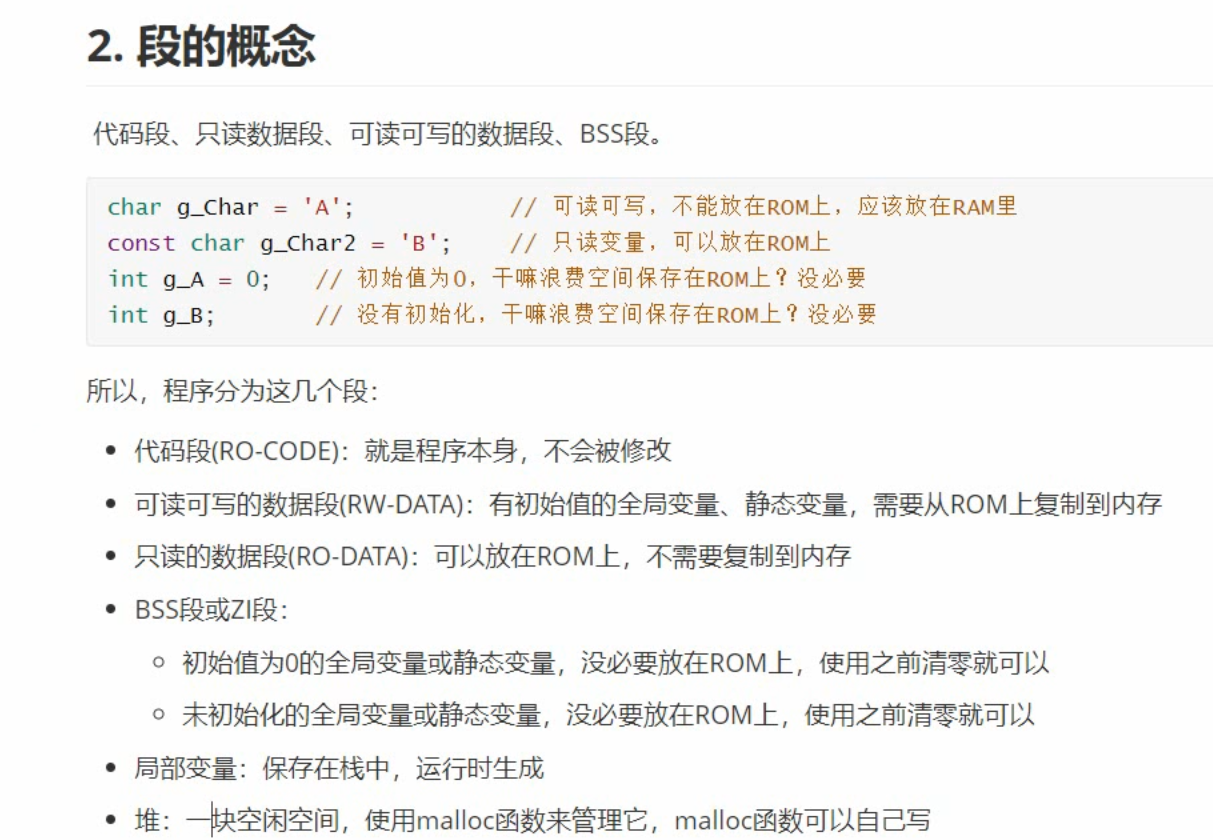 2. 段的概念
代码段、只读数据段、可读可写的数据段、BSS段。
char g_Char = 'A'; // 可读可写，不能放在ROM上，应该放在RAM里
const char g_Char2 = 'B'; // 只读变量，可以放在ROM上
int g_A = 0; // 初始值为0，干嘛浪费空间保存在ROM上？没必要
int g_B; // 没有初始化，干嘛浪费空间保存在ROM上？没必要
所以，程序分为这几个段：
• 代码段(RO-CODE)：就是程序本身，不会被修改
• 可读可写的数据段(RW-DATA)：有初始值的全局变量、静态变量，需要从ROM上复制到内存
• 只读的数据段(RO-DATA)：可以放在ROM上，不需要复制到内存
• BSS段或ZI段：
○ 初始值为0的全局变量或静态变量，没必要放在ROM上，使用之前清零就可以
○ 未初始化的全局变量或静态变量，没必要放在ROM上，使用之前清零就可以
• 局部变量：保存在栈中，运行时生成
• 堆：一块空闲空间，使用malloc函数来管理它，malloc函数可以自己写